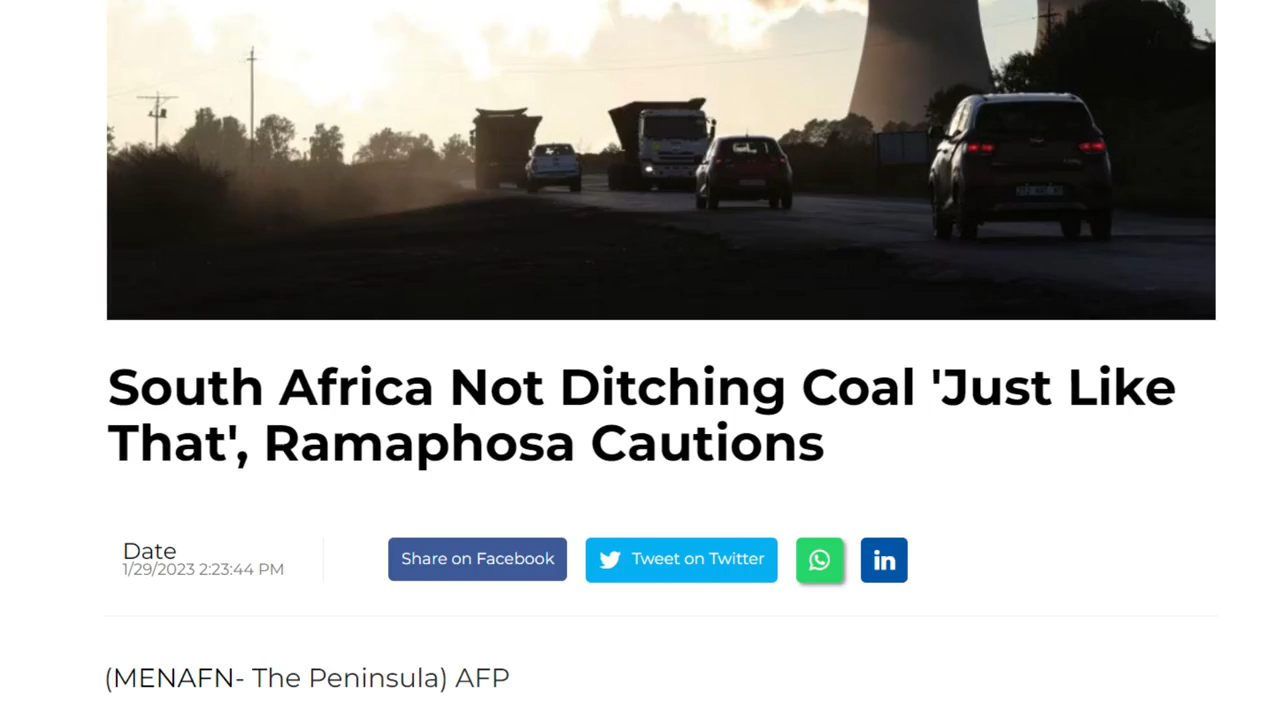 South Africa Not Ditching Coal 'Just Like
That', Ramaphosa Cautions
Date
1/29/2023 2:23:44 PM
Share on Facebook
Tweet on Twitter
in
(MENAFN- The Peninsula) AFP